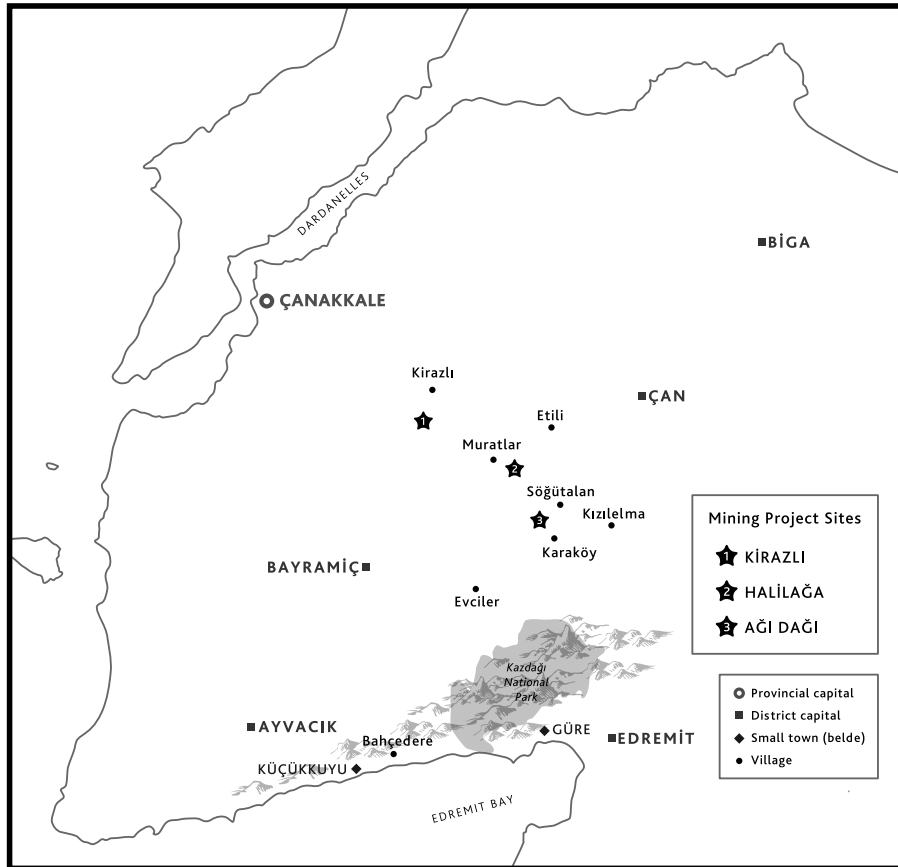 DARDANELLES
BİGA
ÇANAKKALE
Kirazlı
ÇAN
1
Etili
Muratlar
2
Söğütalan
3
Kızılelma
Karaköy
BAYRAMİÇ
Evciler
Kazdağı
National
Park
AYVACIK
GÜRE
EDREMİT
Bahçedere
KÜÇÜKKUYU
EDREMIT BAY
Mining Project Sites
1 KİRAZLI
2 HALİLAĞA
3 AĞI DAĞI
Provincial capital
District capital
Small town (belde)
Village